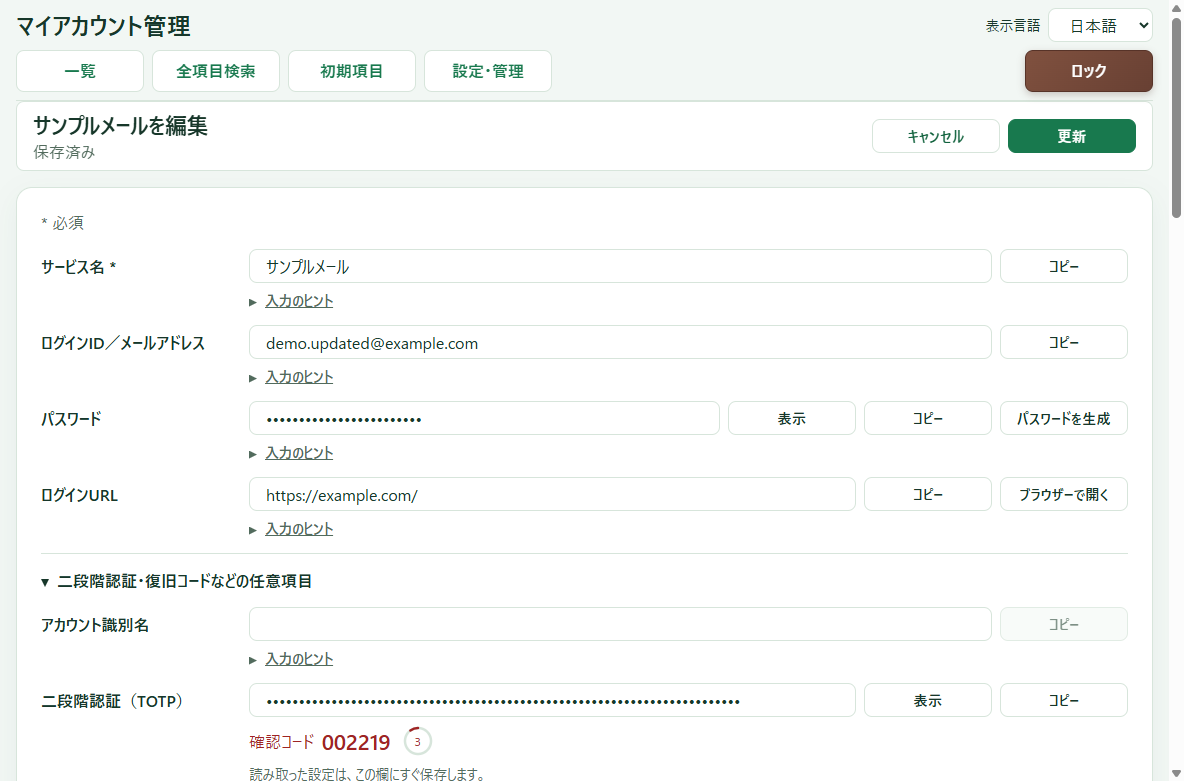 マイアカウント管理
表示言語 日本語
一覧 全項目検索 初期項目 設定・管理 ロック
サンプルメールを編集
保存済み
キャンセル 更新
* 必須
サービス名 * サンプルメール コピー
▶ 入力のヒント
ログインID／メールアドレス demo.updated@example.com コピー
▶ 入力のヒント
パスワード •••••••••••••••••••••••• 表示 コピー パスワードを生成
▶ 入力のヒント
ログインURL https://example.com/ コピー ブラウザーで開く
▶ 入力のヒント
▼ 二段階認証・復旧コードなどの任意項目
アカウント識別名 コピー
▶ 入力のヒント
二段階認証（TOTP） 表示 コピー
確認コード 002219 3
読み取った設定は、この欄にすぐ保存します。